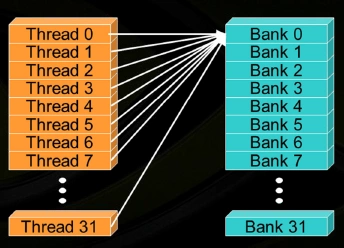 Thread 0
Thread 1
Thread 2
Thread 3
Thread 4
Thread 5
Thread 6
Thread 7
Thread 31
Bank 0
Bank 1
Bank 2
Bank 3
Bank 4
Bank 5
Bank 6
Bank 7
Bank 31